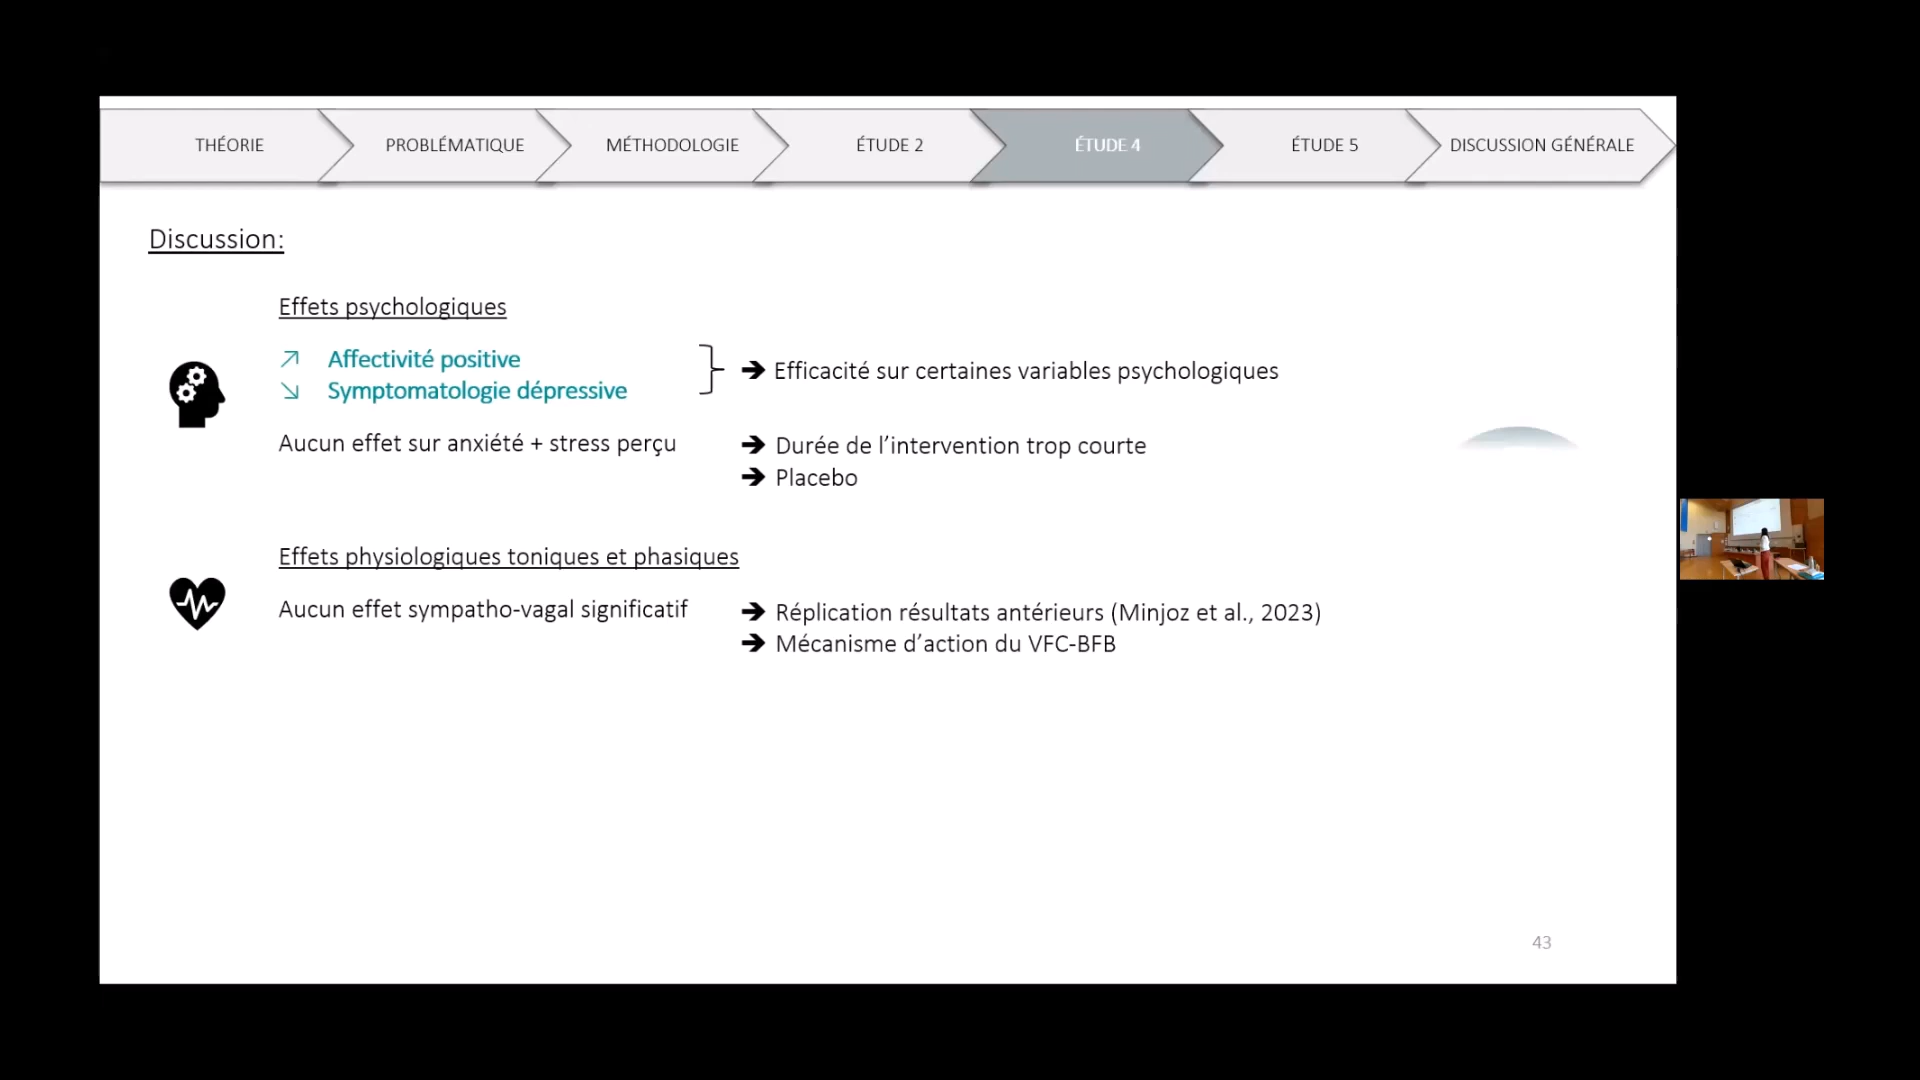 THÉORIE
PROBLÉMATIQUE
MÉTHODOLOGIE
ÉTUDE 2
ÉTUDE 4
ÉTUDE 5
DISCUSSION GÉNÉRALE
Discussion:
Effets psychologiques
↗ Affectivité positive
↘ Symptomatologie dépressive
➔ Efficacité sur certaines variables psychologiques
Aucun effet sur anxiété + stress perçu
➔ Durée de l’intervention trop courte
➔ Placebo
Effets physiologiques toniques et phasiques
Aucun effet sympatho-vagal significatif
➔ Réplication résultats antérieurs (Minjoz et al., 2023)
➔ Mécanisme d’action du VFC-BFB
43